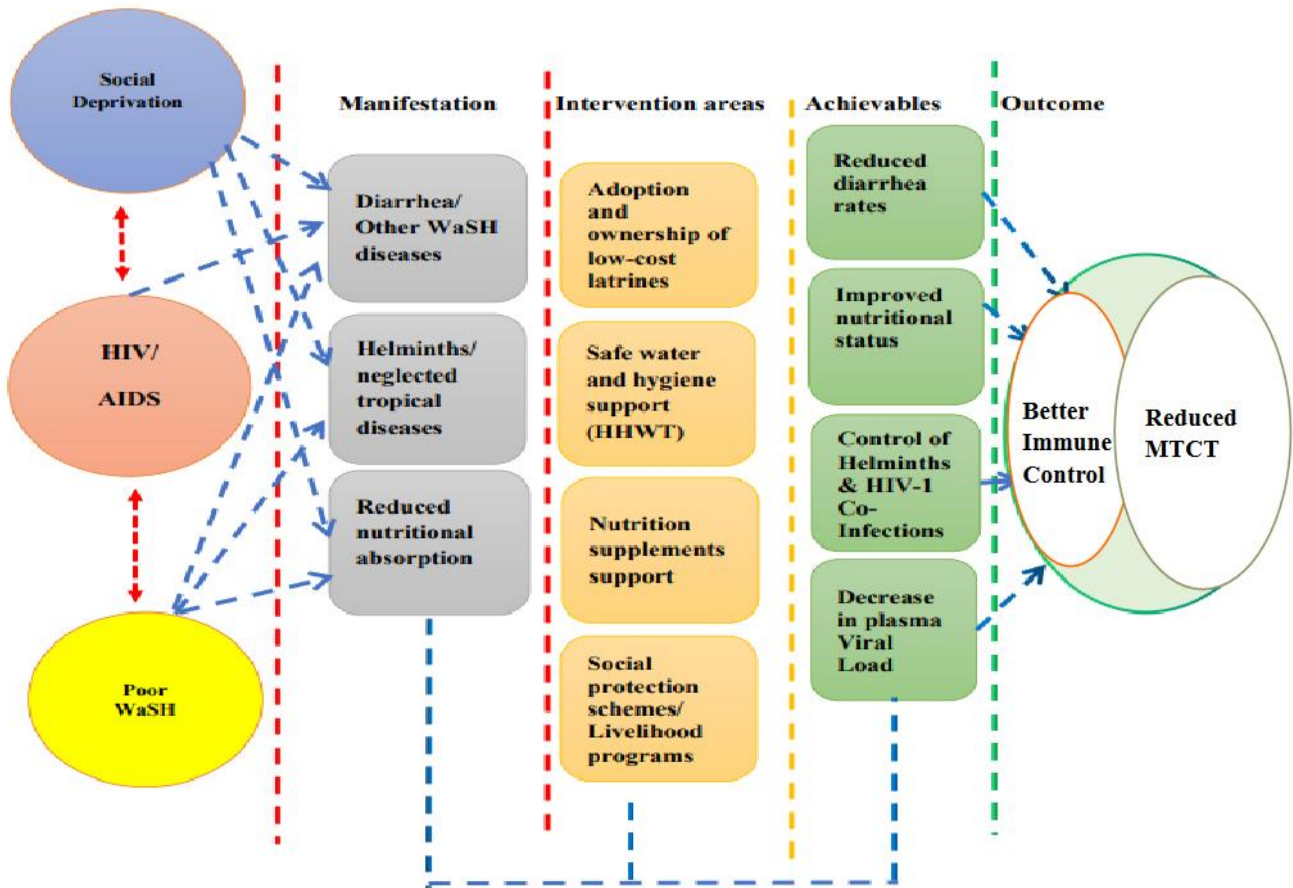 Social
Deprivation
HIV/
AIDS
Poor
WaSH
Manifestation
Diarrhea/
Other WaSH
diseases
Helminths/
neglected
tropical
diseases
Reduced
nutritional
absorption
Intervention areas
Adoption
and
ownership of
low-cost
latrines
Safe water
and hygiene
support
(HHWT)
Nutrition
supplements
support
Social
protection
schemes/
Livelihood
programs
Achievables
Reduced
diarrhea
rates
Improved
nutritional
status
Control of
Helminths
& HIV-1
Co-
Infections
Decrease
in plasma
Viral
Load
Outcome
Better
Immune
Control
Reduced
MTCT